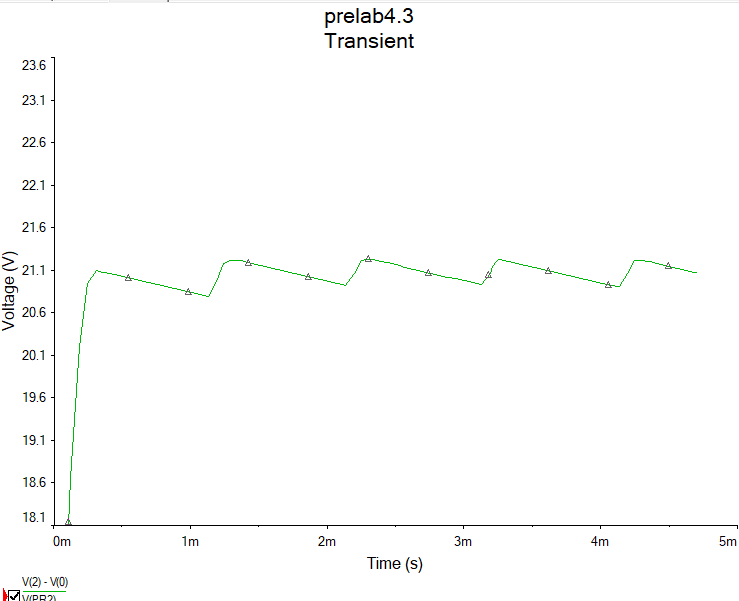 prelab4.3
Transient
23.6
23.1
22.6
22.1
21.6
21.1
20.6
20.1
19.6
19.1
18.6
18.1
Voltage (V)
0m 1m 2m 3m 4m 5m
Time (s)
V(2) - V(0)
V(PR2)